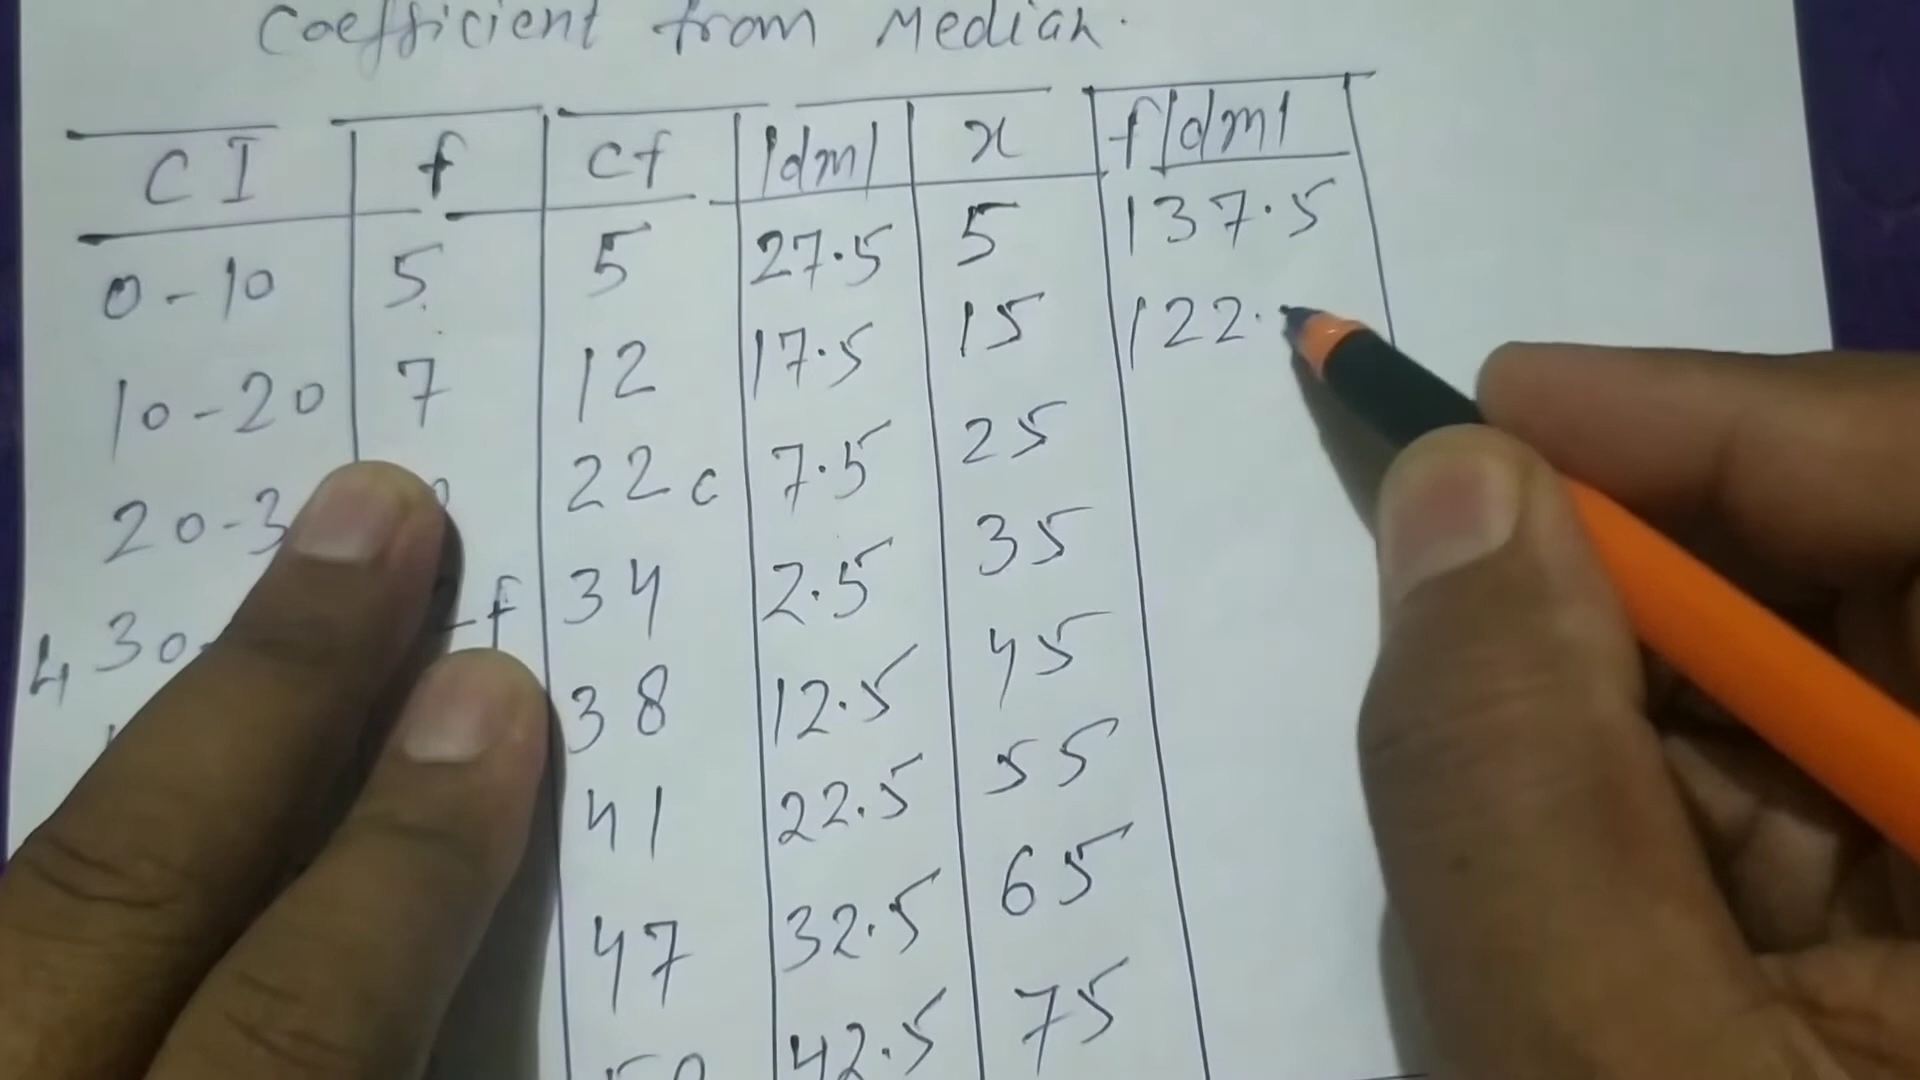 Coefficient from Median.
CI f cf |dm| x f|dm|
0-10 5 5 27.5 5 137.5
10-20 7 12 17.5 15 122.
20-3 22 c 7.5 25
4 30- -f 34 2.5 35
38 12.5 45
41 22.5 55
47 32.5 65
42.5 75